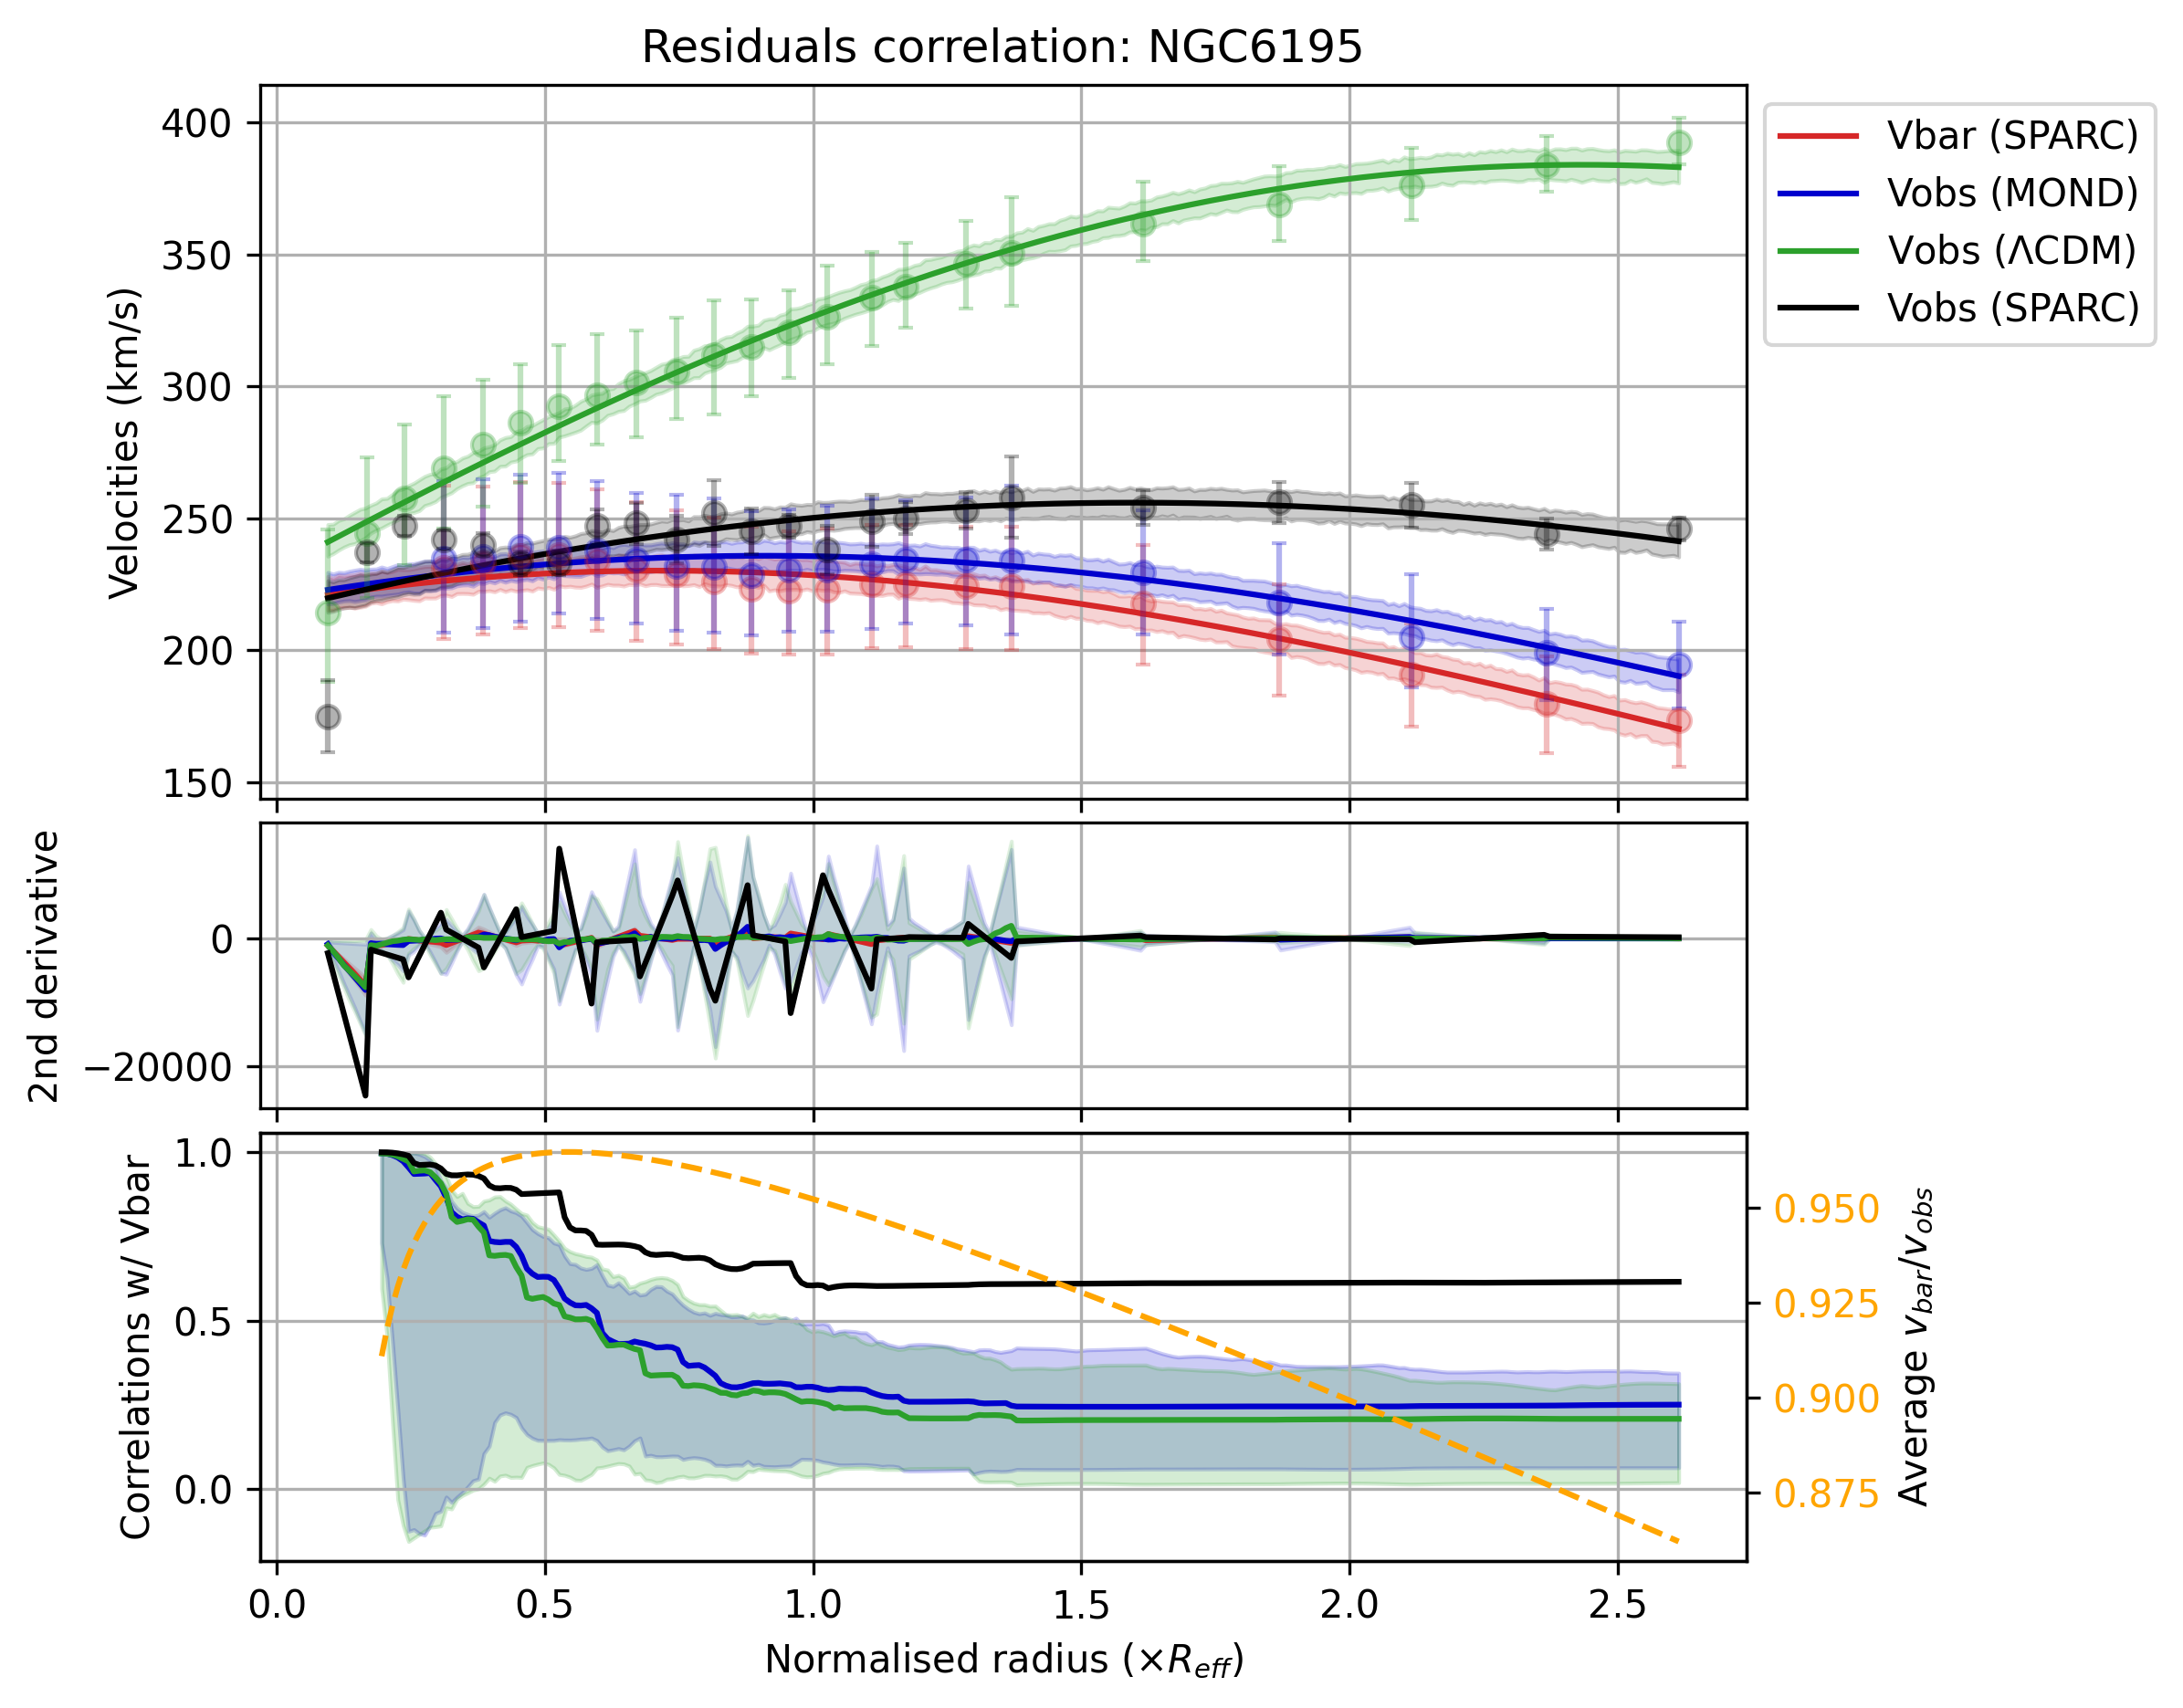 Residuals correlation: NGC6195
400
350
300
250
200
150
Velocities (km/s)
Vbar (SPARC)
Vobs (MOND)
Vobs (ΛCDM)
Vobs (SPARC)
0
−20000
2nd derivative
1.0
0.5
0.0
Correlations w/ Vbar
0.950
0.925
0.900
0.875
Average v_bar/v_obs
0.0 0.5 1.0 1.5 2.0 2.5
Normalised radius (×R_eff)